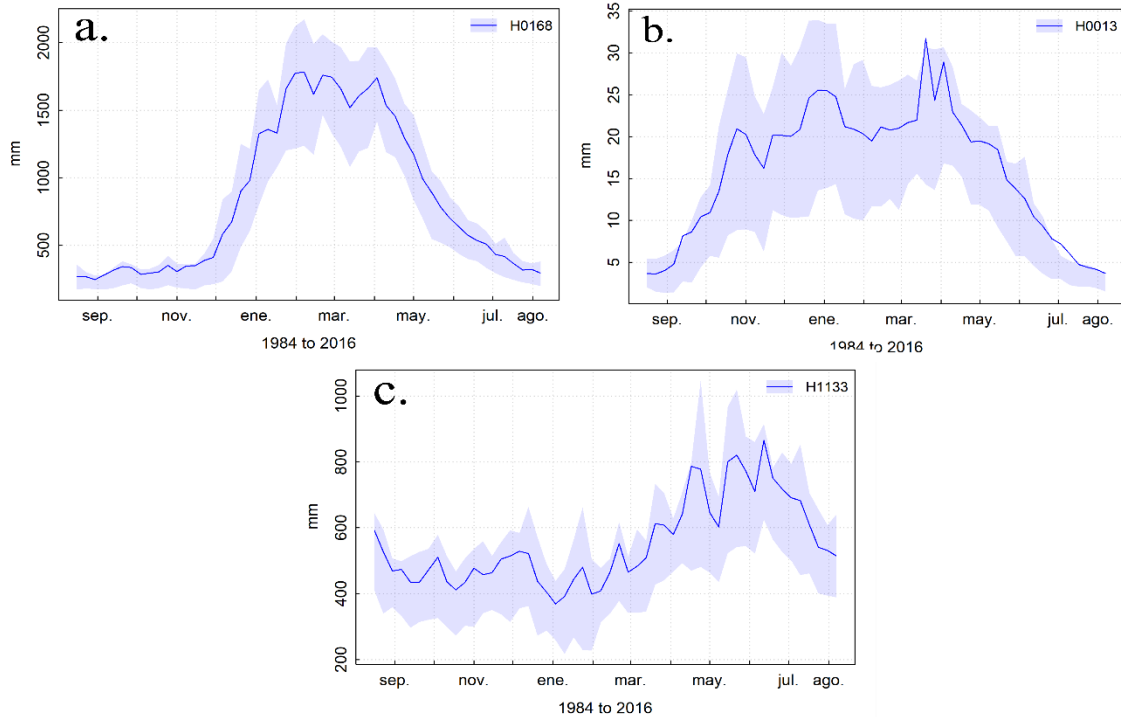 a.
H0168
mm
2000
1500
1000
500
sep. nov. ene. mar. may. jul. ago.
1984 to 2016
b.
H0013
mm
35
30
25
20
15
10
5
sep. nov. ene. mar. may. jul. ago.
1984 to 2016
c.
H1133
mm
1000
800
600
400
200
sep. nov. ene. mar. may. jul. ago.
1984 to 2016